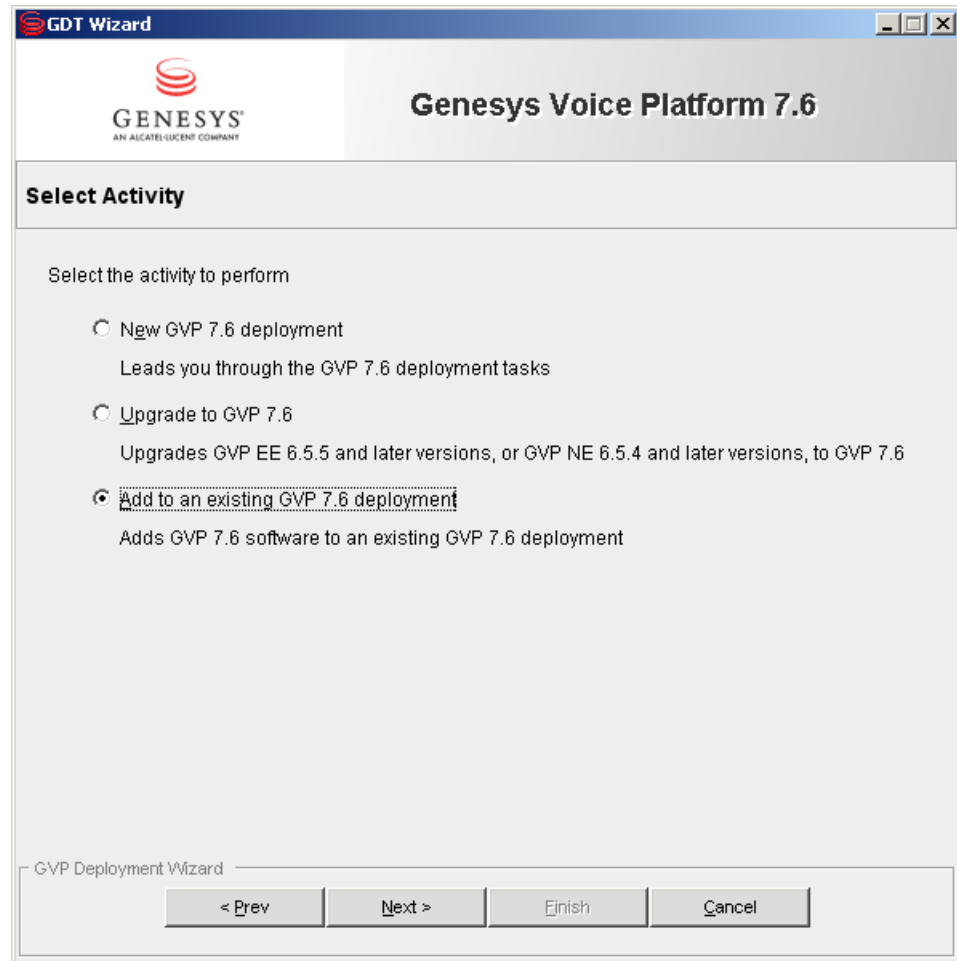 GDT Wizard
GENESYS
AN ALCATEL-LUCENT COMPANY
Genesys Voice Platform 7.6
Select Activity
Select the activity to perform
New GVP 7.6 deployment
Leads you through the GVP 7.6 deployment tasks
Upgrade to GVP 7.6
Upgrades GVP EE 6.5.5 and later versions, or GVP NE 6.5.4 and later versions, to GVP 7.6
Add to an existing GVP 7.6 deployment
Adds GVP 7.6 software to an existing GVP 7.6 deployment
GVP Deployment Wizard
< Prev
Next >
Finish
Cancel